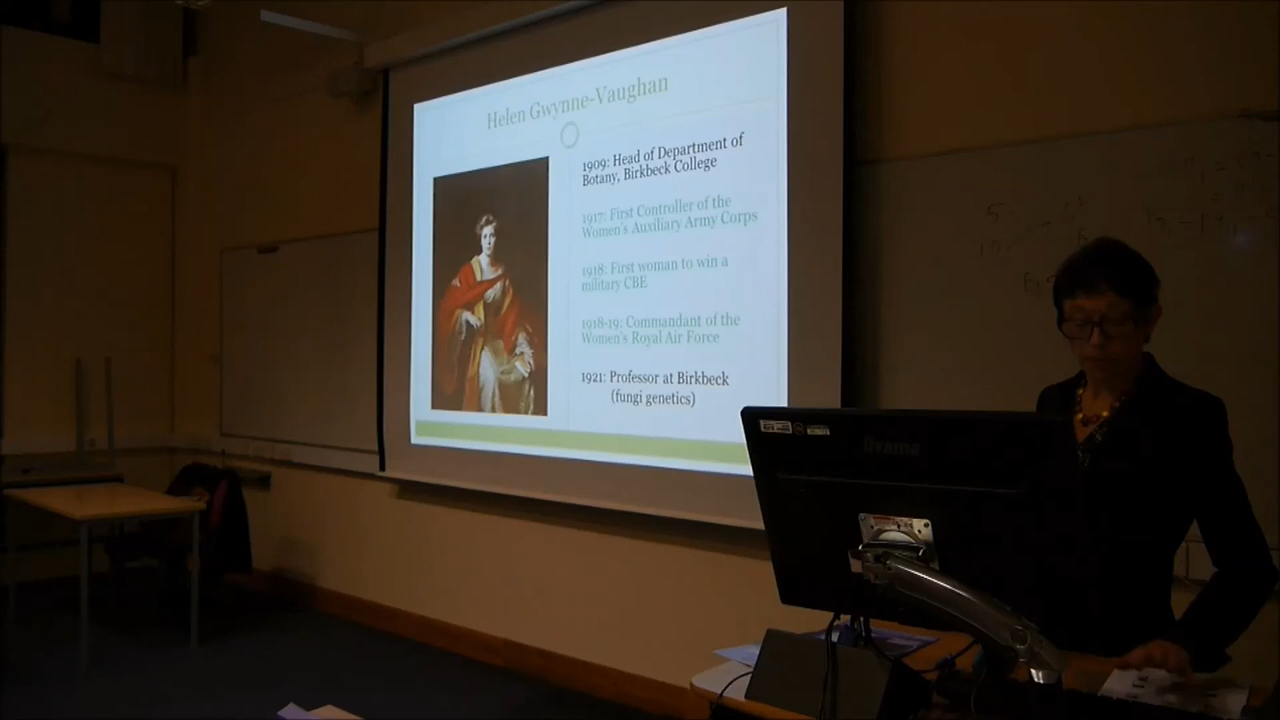 Helen Gwynne-Vaughan
1909: Head of Department of
Botany, Birkbeck College
1917: First Controller of the
Women's Auxiliary Army Corps
1918: First woman to win a
military CBE
1918-19: Commandant of the
Women's Royal Air Force
1921: Professor at Birkbeck
(fungi genetics)
iiyama